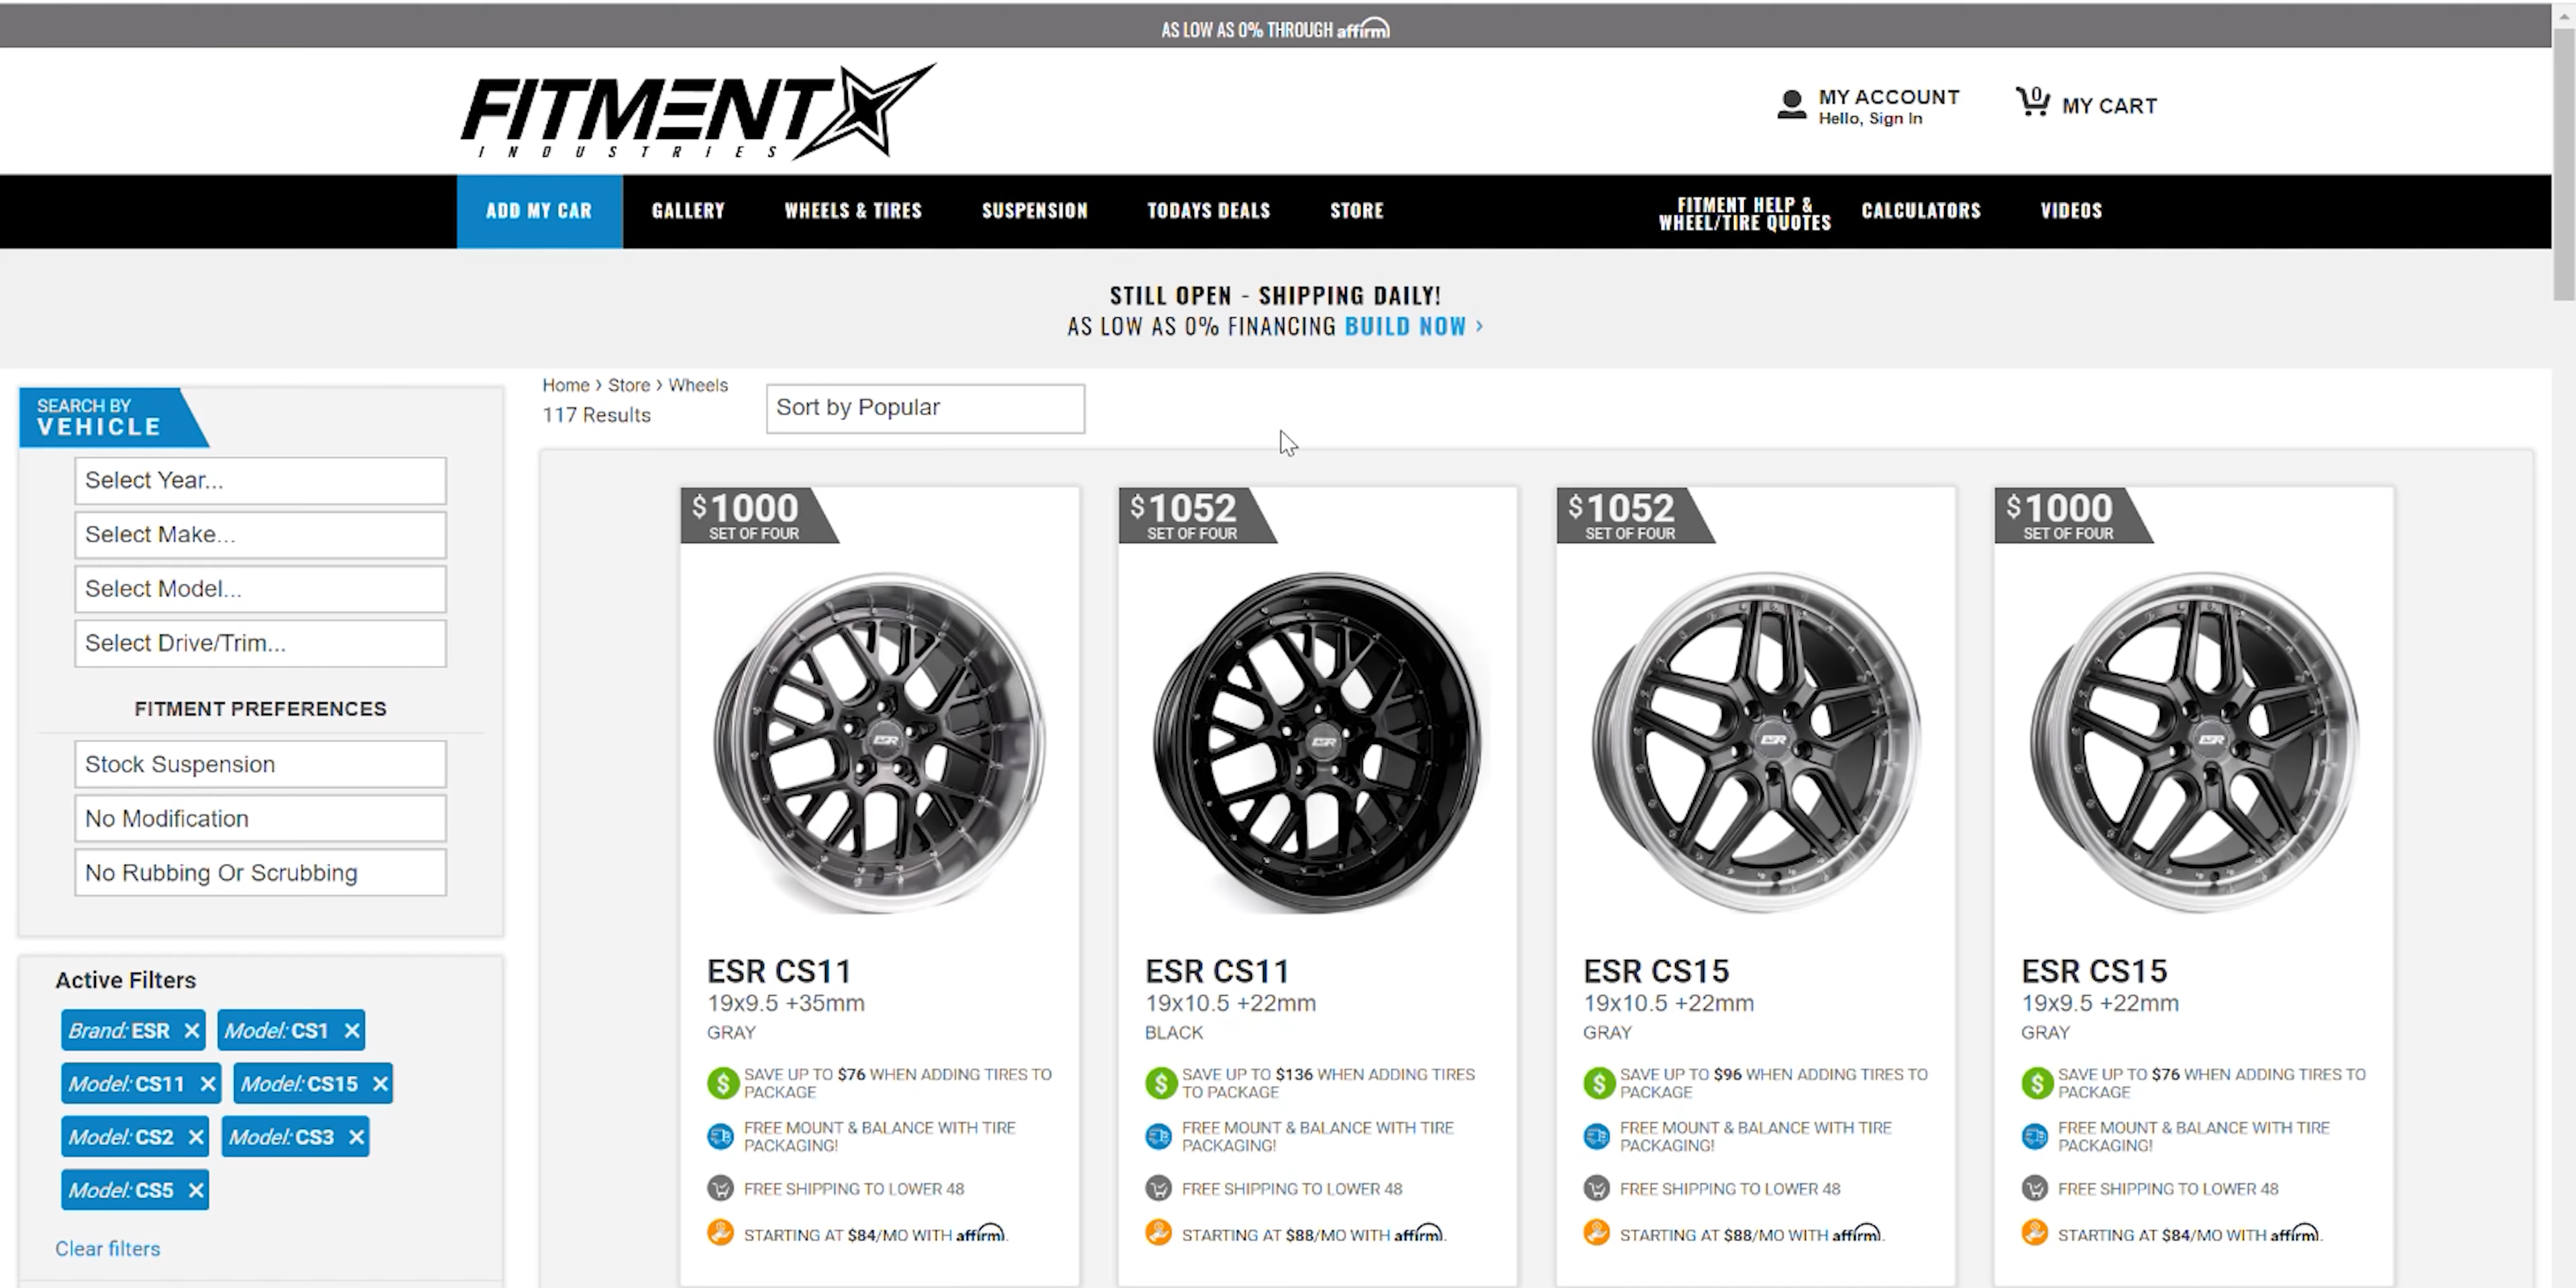 AS LOW AS 0% THROUGH affirm
FITMENT
INDUSTRIES
MY ACCOUNT
Hello, Sign In
0
MY CART
ADD MY CAR
GALLERY
WHEELS & TIRES
SUSPENSION
TODAYS DEALS
STORE
FITMENT HELP &
WHEEL/TIRE QUOTES
CALCULATORS
VIDEOS
STILL OPEN - SHIPPING DAILY!
AS LOW AS 0% FINANCING BUILD NOW ›
SEARCH BY
VEHICLE
Select Year...
Select Make...
Select Model...
Select Drive/Trim...
FITMENT PREFERENCES
Stock Suspension
No Modification
No Rubbing Or Scrubbing
Active Filters
Brand: ESR ✕ Model: CS1 ✕
Model: CS11 ✕ Model: CS15 ✕
Model: CS2 ✕ Model: CS3 ✕
Model: CS5 ✕
Clear filters
Home › Store › Wheels
117 Results
Sort by Popular
$1000
SET OF FOUR
ESR
ESR CS11
19x9.5 +35mm
GRAY
$ SAVE UP TO $76 WHEN ADDING TIRES TO
PACKAGE
FREE MOUNT & BALANCE WITH TIRE
PACKAGING!
FREE SHIPPING TO LOWER 48
STARTING AT $84/MO WITH affirm.
$1052
SET OF FOUR
ESR
ESR CS11
19x10.5 +22mm
BLACK
$ SAVE UP TO $136 WHEN ADDING TIRES
TO PACKAGE
FREE MOUNT & BALANCE WITH TIRE
PACKAGING!
FREE SHIPPING TO LOWER 48
STARTING AT $88/MO WITH affirm.
$1052
SET OF FOUR
ESR
ESR CS15
19x10.5 +22mm
GRAY
$ SAVE UP TO $96 WHEN ADDING TIRES TO
PACKAGE
FREE MOUNT & BALANCE WITH TIRE
PACKAGING!
FREE SHIPPING TO LOWER 48
STARTING AT $88/MO WITH affirm.
$1000
SET OF FOUR
ESR
ESR CS15
19x9.5 +22mm
GRAY
$ SAVE UP TO $76 WHEN ADDING TIRES TO
PACKAGE
FREE MOUNT & BALANCE WITH TIRE
PACKAGING!
FREE SHIPPING TO LOWER 48
STARTING AT $84/MO WITH affirm.